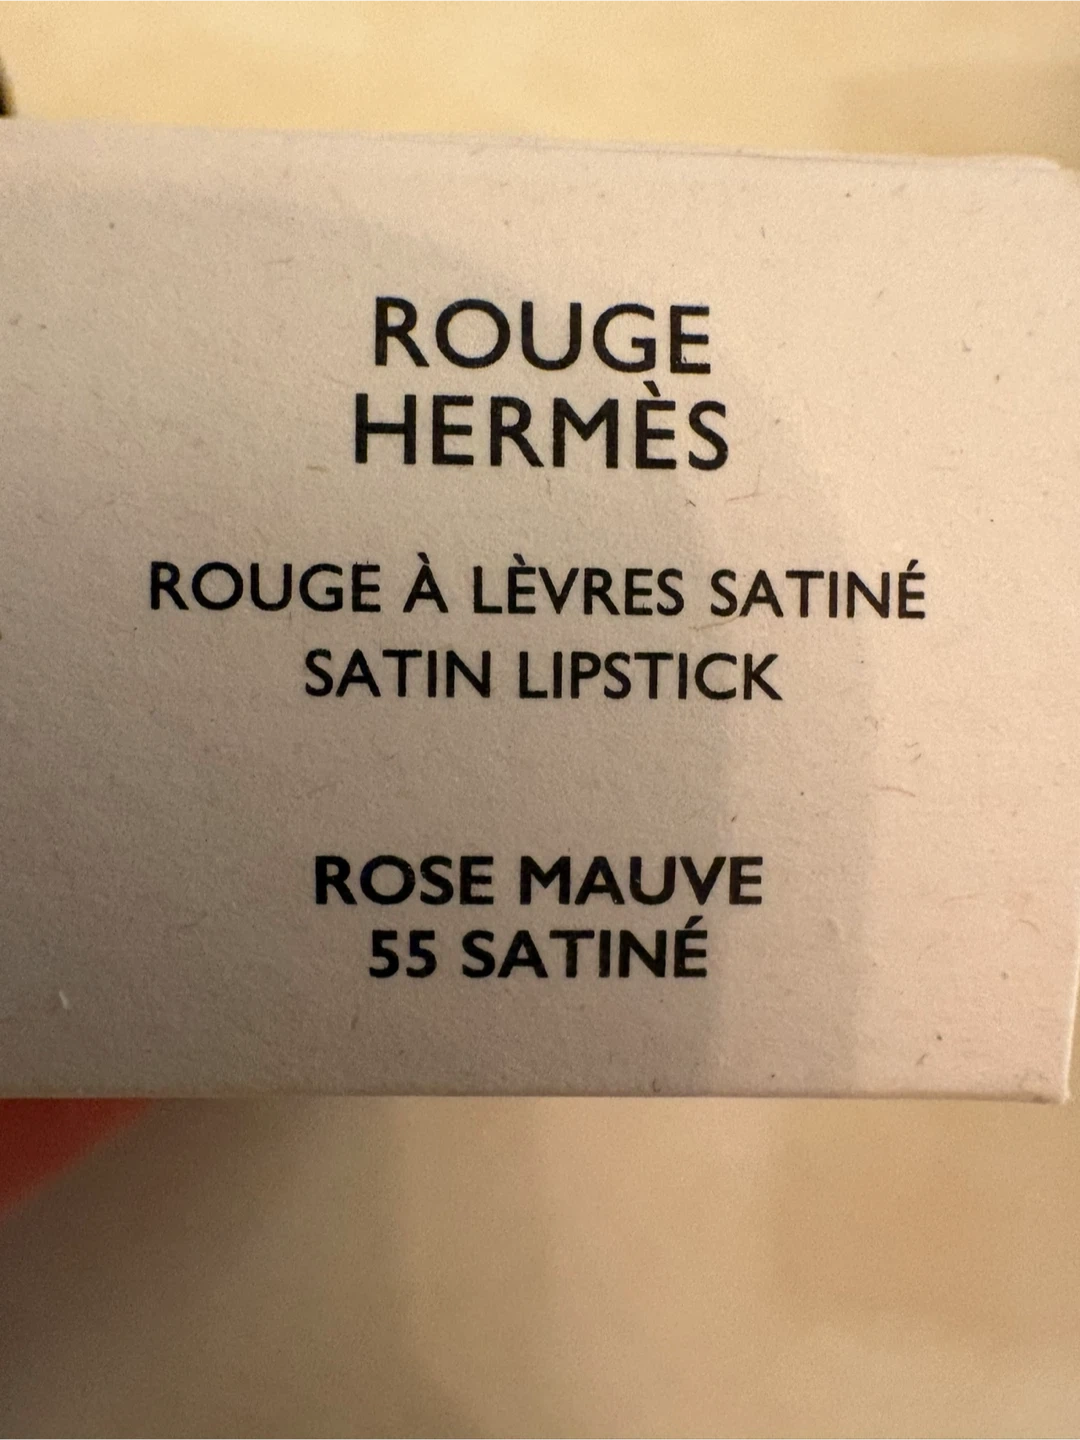 ROUGE
HERMÈS
ROUGE À LÈVRES SATINÉ
SATIN LIPSTICK
ROSE MAUVE
55 SATINÉ